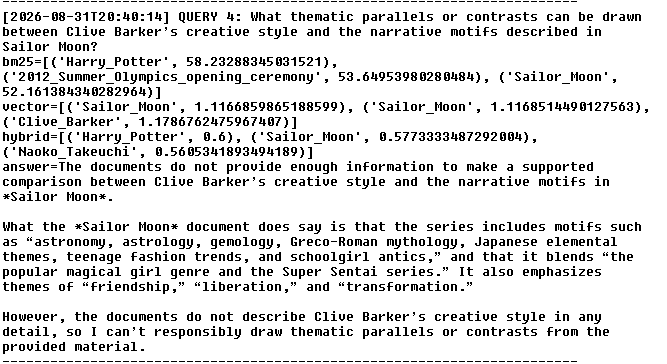 --------------------------------------------------------------------------------
[2026-08-31T20:40:14] QUERY 4: What thematic parallels or contrasts can be drawn
between Clive Barker's creative style and the narrative motifs described in
Sailor Moon?
bm25=[('Harry_Potter', 58.23288345031521),
('2012_Summer_Olympics_opening_ceremony', 53.64953980280484), ('Sailor_Moon',
52.161384340282964)]
vector=[('Sailor_Moon', 1.1166859865188599), ('Sailor_Moon', 1.1168514490127563),
('Clive_Barker', 1.1786762475967407)]
hybrid=[('Harry_Potter', 0.6), ('Sailor_Moon', 0.5773333487292004),
('Naoko_Takeuchi', 0.5605341893494189)]
answer=The documents do not provide enough information to make a supported
comparison between Clive Barker's creative style and the narrative motifs in
*Sailor Moon*.

What the *Sailor Moon* document does say is that the series includes motifs such
as “astronomy, astrology, gemology, Greco-Roman mythology, Japanese elemental
themes, teenage fashion trends, and schoolgirl antics,” and that it blends “the
popular magical girl genre and the Super Sentai series.” It also emphasizes
themes of “friendship,” “liberation,” and “transformation.”

However, the documents do not describe Clive Barker's creative style in any
detail, so I can't responsibly draw thematic parallels or contrasts from the
provided material.
--------------------------------------------------------------------------------